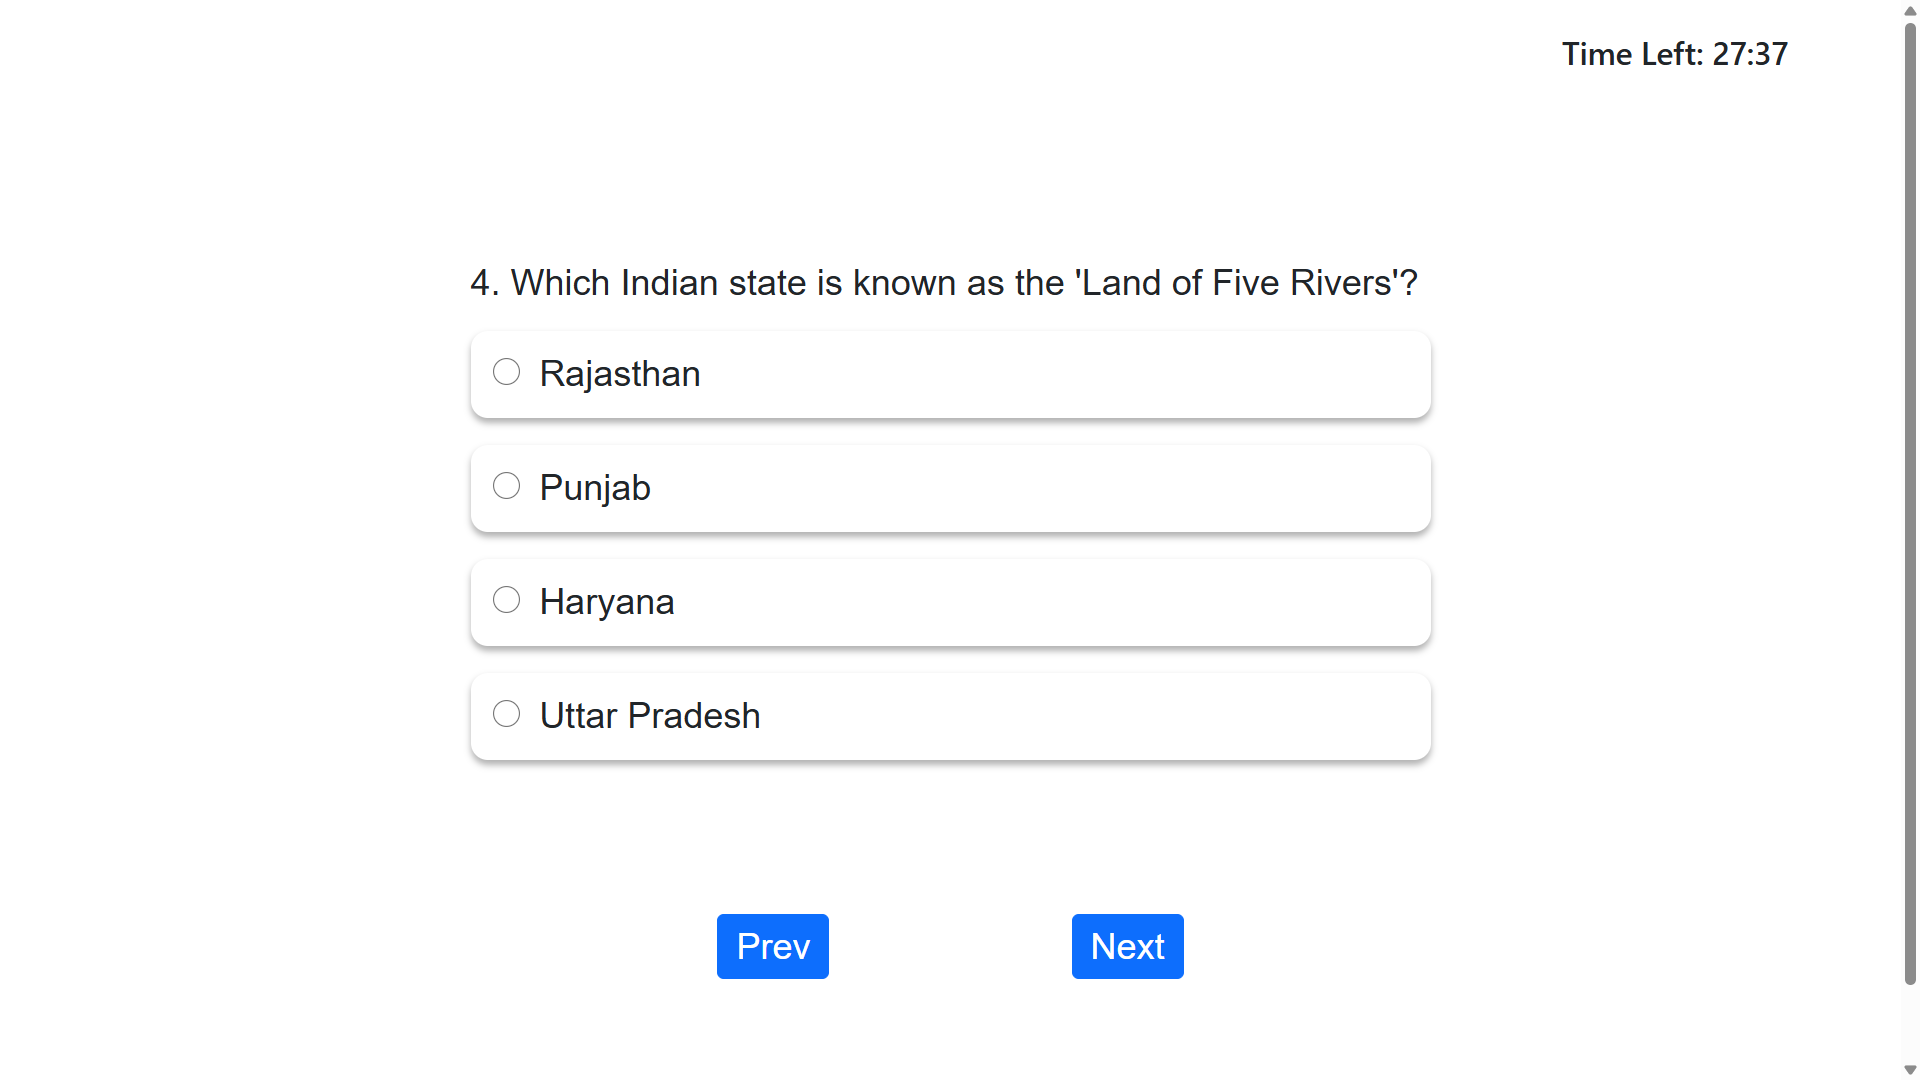 Time Left: 27:37
4. Which Indian state is known as the 'Land of Five Rivers'?
Rajasthan
Punjab
Haryana
Uttar Pradesh
Prev
Next